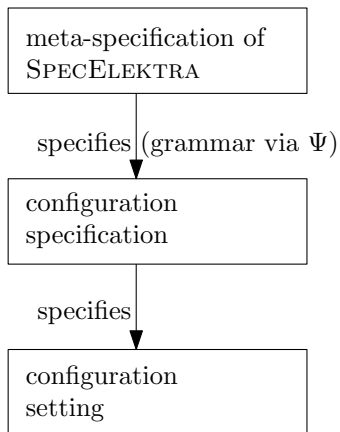 meta-specification of
SPECELEKTRA
specifies (grammar via Ψ)
configuration
specification
specifies
configuration
setting